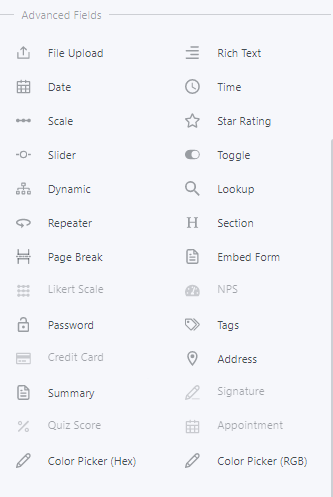 Advanced Fields
File Upload
Rich Text
Date
Time
Scale
Star Rating
Slider
Toggle
Dynamic
Lookup
Repeater
H Section
Page Break
Embed Form
Likert Scale
NPS
Password
Tags
Credit Card
Address
Summary
Signature
Quiz Score
Appointment
Color Picker (Hex)
Color Picker (RGB)